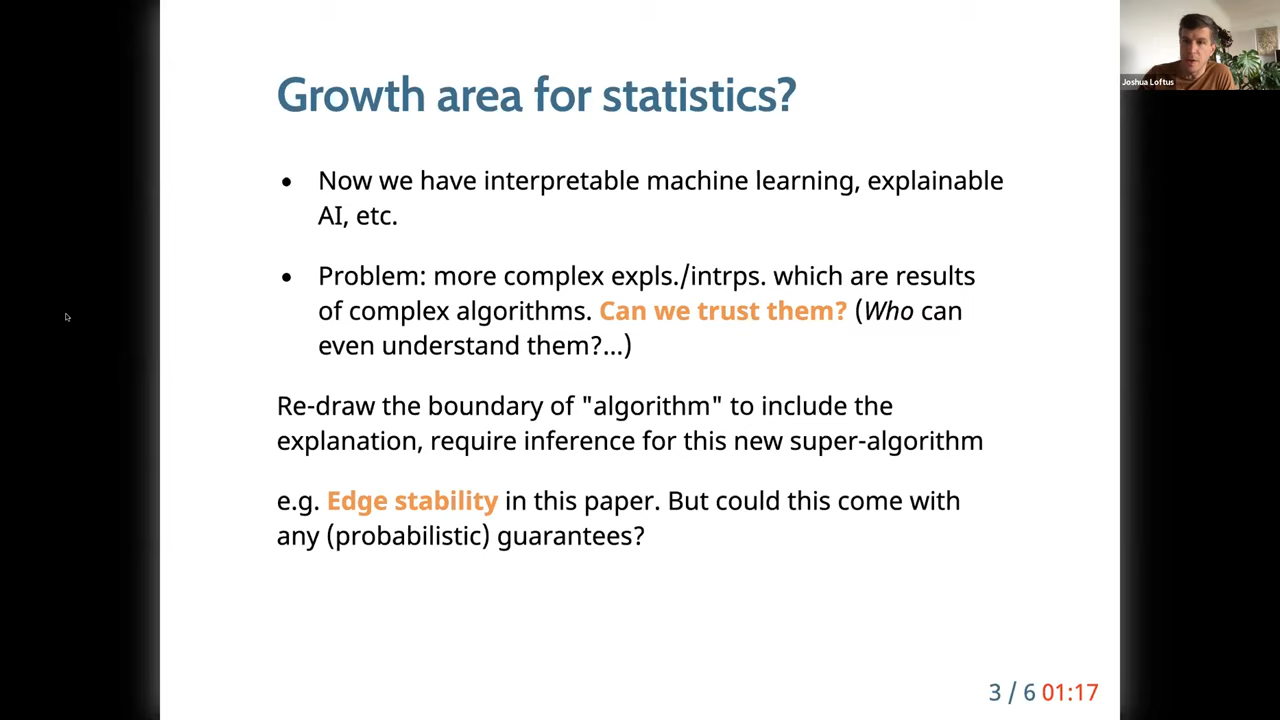 Growth area for statistics?
• Now we have interpretable machine learning, explainable
AI, etc.
• Problem: more complex expls./intrps. which are results
of complex algorithms. Can we trust them? (Who can
even understand them?...)
Re-draw the boundary of "algorithm" to include the
explanation, require inference for this new super-algorithm
e.g. Edge stability in this paper. But could this come with
any (probabilistic) guarantees?
3 / 6 01:17
Joshua Loftus